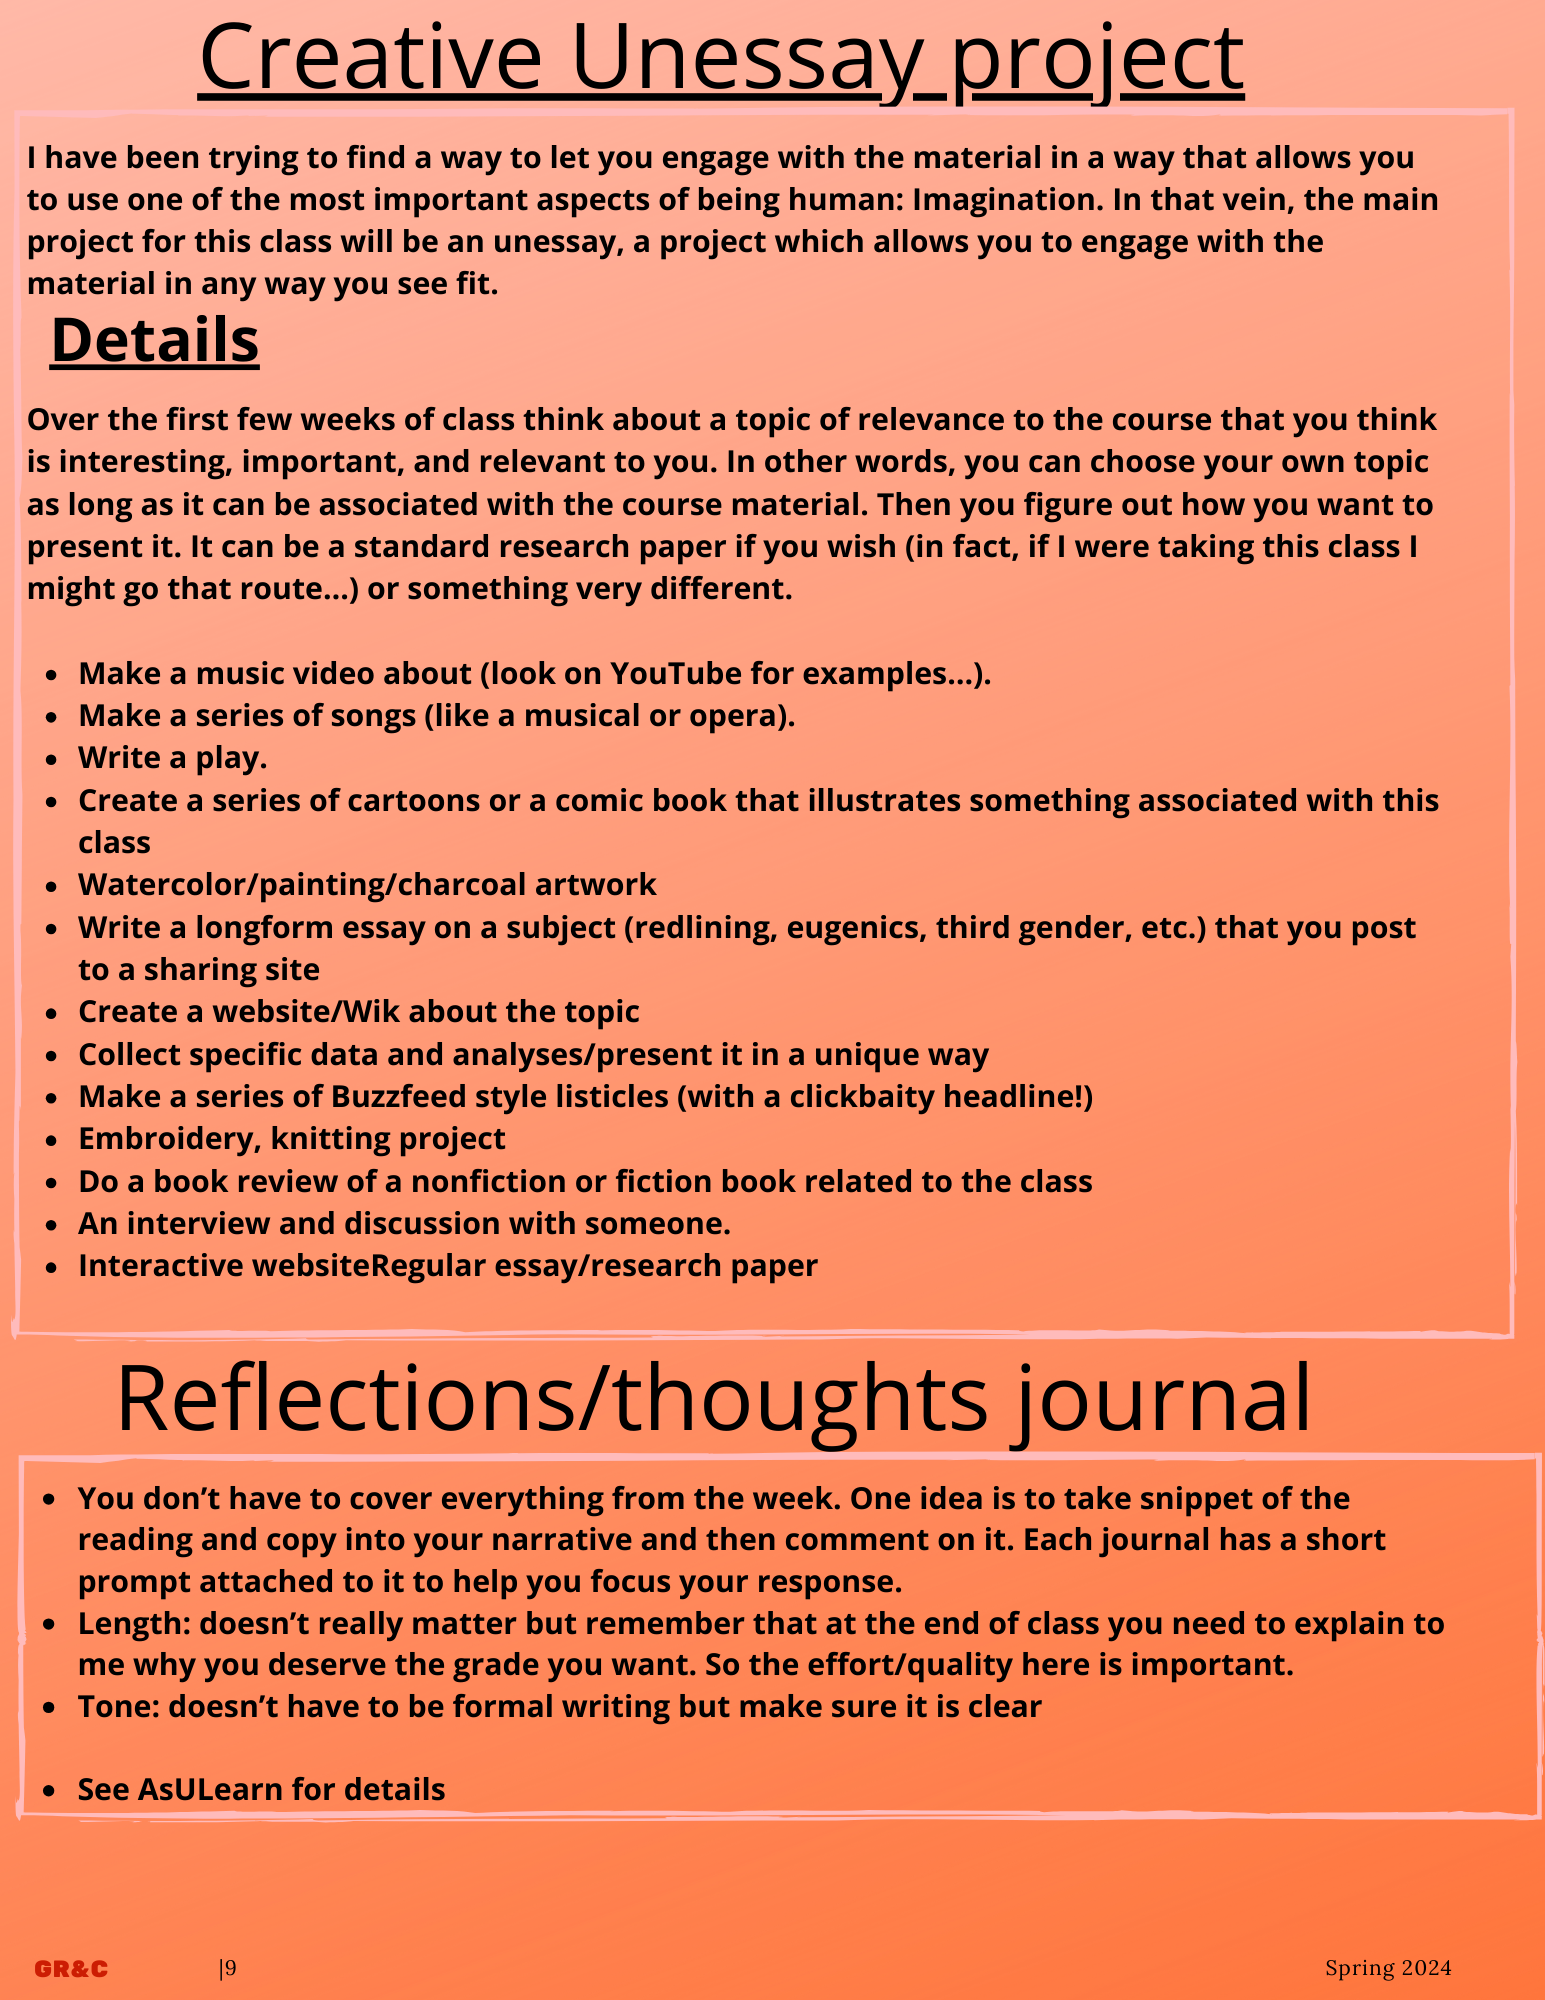 Creative Unessay project
I have been trying to find a way to let you engage with the material in a way that allows you
to use one of the most important aspects of being human: Imagination. In that vein, the main
project for this class will be an unessay, a project which allows you to engage with the
material in any way you see fit.
Details
Over the first few weeks of class think about a topic of relevance to the course that you think
is interesting, important, and relevant to you. In other words, you can choose your own topic
as long as it can be associated with the course material. Then you figure out how you want to
present it. It can be a standard research paper if you wish (in fact, if I were taking this class I
might go that route...) or something very different.
• Make a music video about (look on YouTube for examples...).
• Make a series of songs (like a musical or opera).
• Write a play.
• Create a series of cartoons or a comic book that illustrates something associated with this
class
• Watercolor/painting/charcoal artwork
• Write a longform essay on a subject (redlining, eugenics, third gender, etc.) that you post
to a sharing site
• Create a website/Wik about the topic
• Collect specific data and analyses/present it in a unique way
• Make a series of Buzzfeed style listicles (with a clickbaity headline!)
• Embroidery, knitting project
• Do a book review of a nonfiction or fiction book related to the class
• An interview and discussion with someone.
• Interactive websiteRegular essay/research paper
Reflections/thoughts journal
• You don’t have to cover everything from the week. One idea is to take snippet of the
reading and copy into your narrative and then comment on it. Each journal has a short
prompt attached to it to help you focus your response.
• Length: doesn’t really matter but remember that at the end of class you need to explain to
me why you deserve the grade you want. So the effort/quality here is important.
• Tone: doesn’t have to be formal writing but make sure it is clear
• See AsULearn for details
GR&C |9 Spring 2024